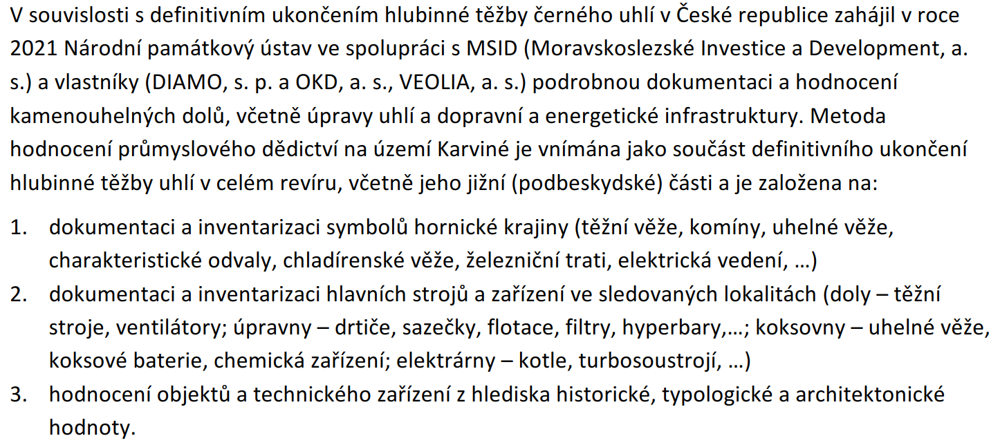 V souvislosti s definitivním ukončením hlubinné těžby černého uhlí v České republice zahájil v roce
2021 Národní památkový ústav ve spolupráci s MSID (Moravskoslezské Investice a Development, a.
s.) a vlastníky (DIAMO, s. p. a OKD, a. s., VEOLIA, a. s.) podrobnou dokumentaci a hodnocení
kamenouhelných dolů, včetně úpravy uhlí a dopravní a energetické infrastruktury. Metoda
hodnocení průmyslového dědictví na území Karviné je vnímána jako součást definitivního ukončení
hlubinné těžby uhlí v celém revíru, včetně jeho jižní (podbeskydské) části a je založena na:
1. dokumentaci a inventarizaci symbolů hornické krajiny (těžní věže, komíny, uhelné věže,
charakteristické odvaly, chladírenské věže, železniční trati, elektrická vedení, …)
2. dokumentaci a inventarizaci hlavních strojů a zařízení ve sledovaných lokalitách (doly – těžní
stroje, ventilátory; úpravny – drtiče, sazečky, flotace, filtry, hyperbary,…; koksovny – uhelné věže,
koksové baterie, chemická zařízení; elektrárny – kotle, turbosoustrojí, …)
3. hodnocení objektů a technického zařízení z hlediska historické, typologické a architektonické
hodnoty.